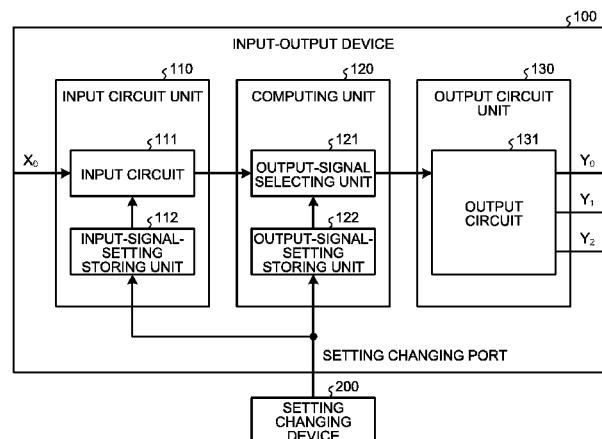 100
INPUT-OUTPUT DEVICE
110
INPUT CIRCUIT UNIT
120
COMPUTING UNIT
130
OUTPUT CIRCUIT
UNIT
X0
111
INPUT CIRCUIT
121
OUTPUT-SIGNAL
SELECTING UNIT
131
OUTPUT
CIRCUIT
Y0
Y1
Y2
112
INPUT-SIGNAL-
SETTING
STORING UNIT
122
OUTPUT-SIGNAL-
SETTING
STORING UNIT
SETTING CHANGING PORT
200
SETTING
CHANGING
DEVICE